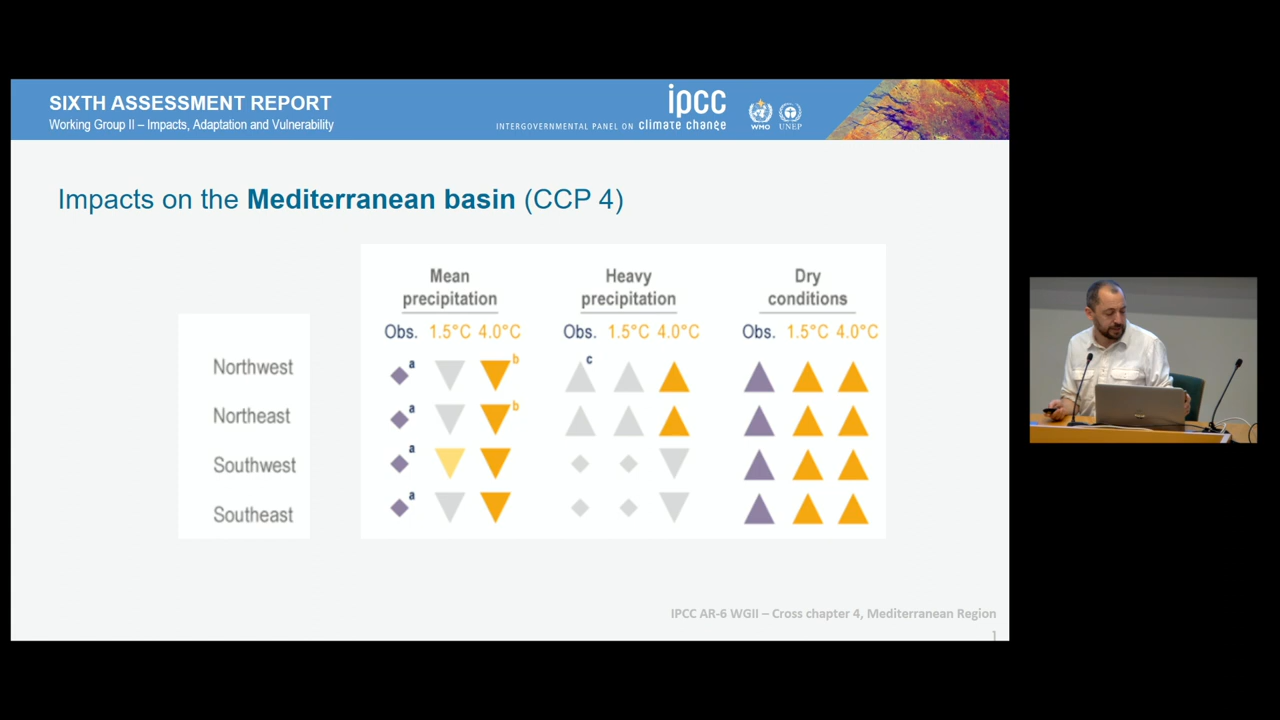 SIXTH ASSESSMENT REPORT
Working Group II – Impacts, Adaptation and Vulnerability
ipcc
INTERGOVERNMENTAL PANEL ON climate change
WMO
UNEP
Impacts on the Mediterranean basin (CCP 4)
Mean precipitation
Heavy precipitation
Dry conditions
Obs. 1.5°C 4.0°C
Obs. 1.5°C 4.0°C
Obs. 1.5°C 4.0°C
Northwest
a b c
Northeast
a b
Southwest
a
Southeast
a
IPCC AR-6 WGII – Cross chapter 4, Mediterranean Region
1